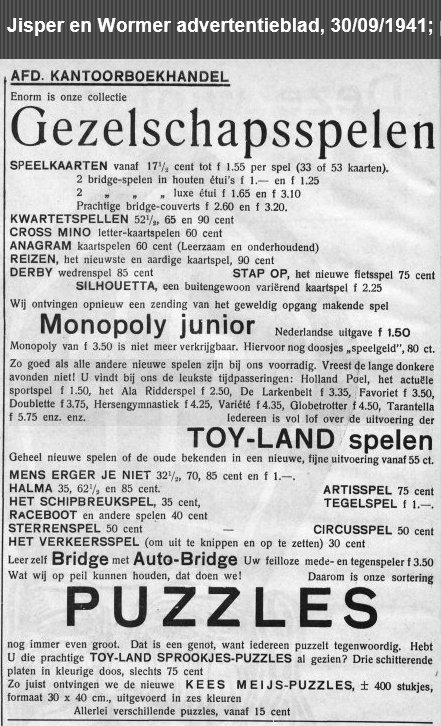 Jisper en Wormer advertentieblad, 30/09/1941;
AFD. KANTOORBOEKHANDEL
Enorm is onze collectie
Gezelschapsspelen
SPEELKAARTEN vanaf 17¹/₂ cent tot f 1.55 per spel (33 of 53 kaarten).
2 bridge-spelen in houten étui's f 1.— en f 1.25
2 „ „ „ luxe étui f 1.65 en f 3.10
Prachtige bridge-couverts f 2.60 en f 3.20.
KWARTETSPELLEN 52¹/₂, 65 en 90 cent
CROSS MINO letter-kaartspelen 60 cent
ANAGRAM kaartspelen 60 cent (Leerzaam en onderhoudend)
REIZEN, het nieuwste en aardige kaartspel, 90 cent
DERBY wedrenspel 85 cent STAP OP, het nieuwe fietsspel 75 cent
SILHOUETTA, een buitengewoon variërend kaartspel f 2.25
Wij ontvingen opnieuw een zending van het geweldig opgang makende spel
Monopoly junior Nederlandse uitgave f 1.50
Monopoly van f 3.50 is niet meer verkrijgbaar. Hiervoor nog doosjes „speelgeld", 80 ct.
Zo goed als alle andere nieuwe spelen zijn bij ons voorradig. Vreest de lange donkere
avonden niet! U vindt bij ons de leukste tijdpasseringen: Holland Poel, het actuële
sportspel f 1.50, het Ala Ridderspel f 2.50, De Larkenbelt f 3.35, Favoriet f 3.50,
Doublette f 3.75, Hersengymnastiek f 4.25, Variété f 4.35, Globetrotter f 4.50, Tarantella
f 5.75 enz. enz. Iedereen is vol lof over de uitvoering der
TOY-LAND spelen
Geheel nieuwe spelen of de oude bekenden in een nieuwe, fijne uitvoering vanaf 55 ct.
MENS ERGER JE NIET 32¹/₂, 70, 85 cent en f 1.—.
HALMA 35, 62¹/₂ en 85 cent. ARTISSPEL 75 cent
HET SCHIPBREUKSPEL, 35 cent, TEGELSPEL f 1.—.
RACEBOOT en andere spelen 40 cent
STERRENSPEL 50 cent — CIRCUSSPEL 50 cent
HET VERKEERSSPEL (om uit te knippen en op te zetten) 30 cent
Leer zelf Bridge met Auto-Bridge Uw feilloze mede- en tegenspeler f 3.50
Wat wij op peil kunnen houden, dat doen we! Daarom is onze sortering
PUZZLES
nog immer even groot. Dat is een genot, want iedereen puzzelt tegenwoordig. Hebt
U die prachtige TOY-LAND SPROOKJES-PUZZLES al gezien? Drie schitterende
platen in kleurige doos, slechts 75 cent
Zo juist ontvingen we de nieuwe KEES MEIJS-PUZZLES, ± 400 stukjes,
formaat 30 x 40 cm., uitgevoerd in zes kleuren
Allerlei verschillende puzzles, vanaf 15 cent